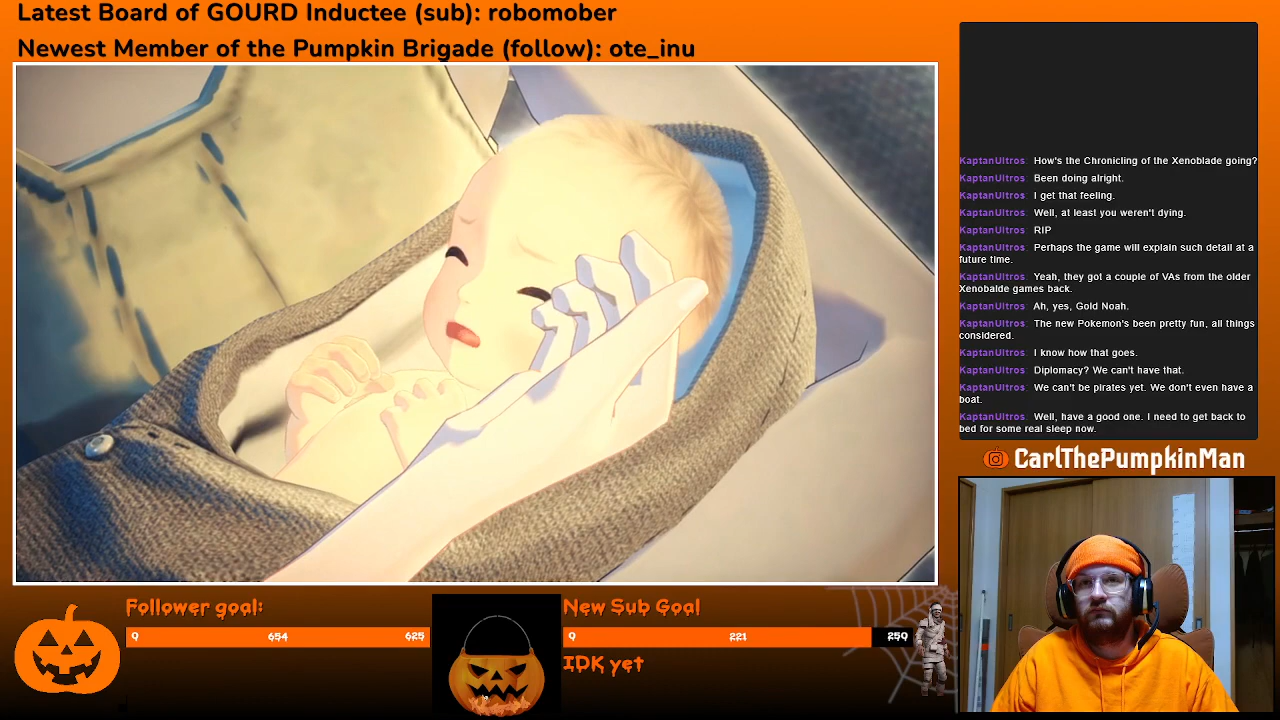 Latest Board of GOURD Inductee (sub): robomober
Newest Member of the Pumpkin Brigade (follow): ote_inu
KaptanUltros: How's the Chronicling of the Xenoblade going?
KaptanUltros: Been doing alright.
KaptanUltros: I get that feeling.
KaptanUltros: Well, at least you weren't dying.
KaptanUltros: RIP
KaptanUltros: Perhaps the game will explain such detail at a
future time.
KaptanUltros: Yeah, they got a couple of VAs from the older
Xenobalde games back.
KaptanUltros: Ah, yes, Gold Noah.
KaptanUltros: The new Pokemon's been pretty fun, all things
considered.
KaptanUltros: I know how that goes.
KaptanUltros: Diplomacy? We can't have that.
KaptanUltros: We can't be pirates yet. We don't even have a
boat.
KaptanUltros: Well, have a good one. I need to get back to
bed for some real sleep now.
CarlThePumpkinMan
Follower goal:
0 654 625
New Sub Goal
0 221 250
IDK yet